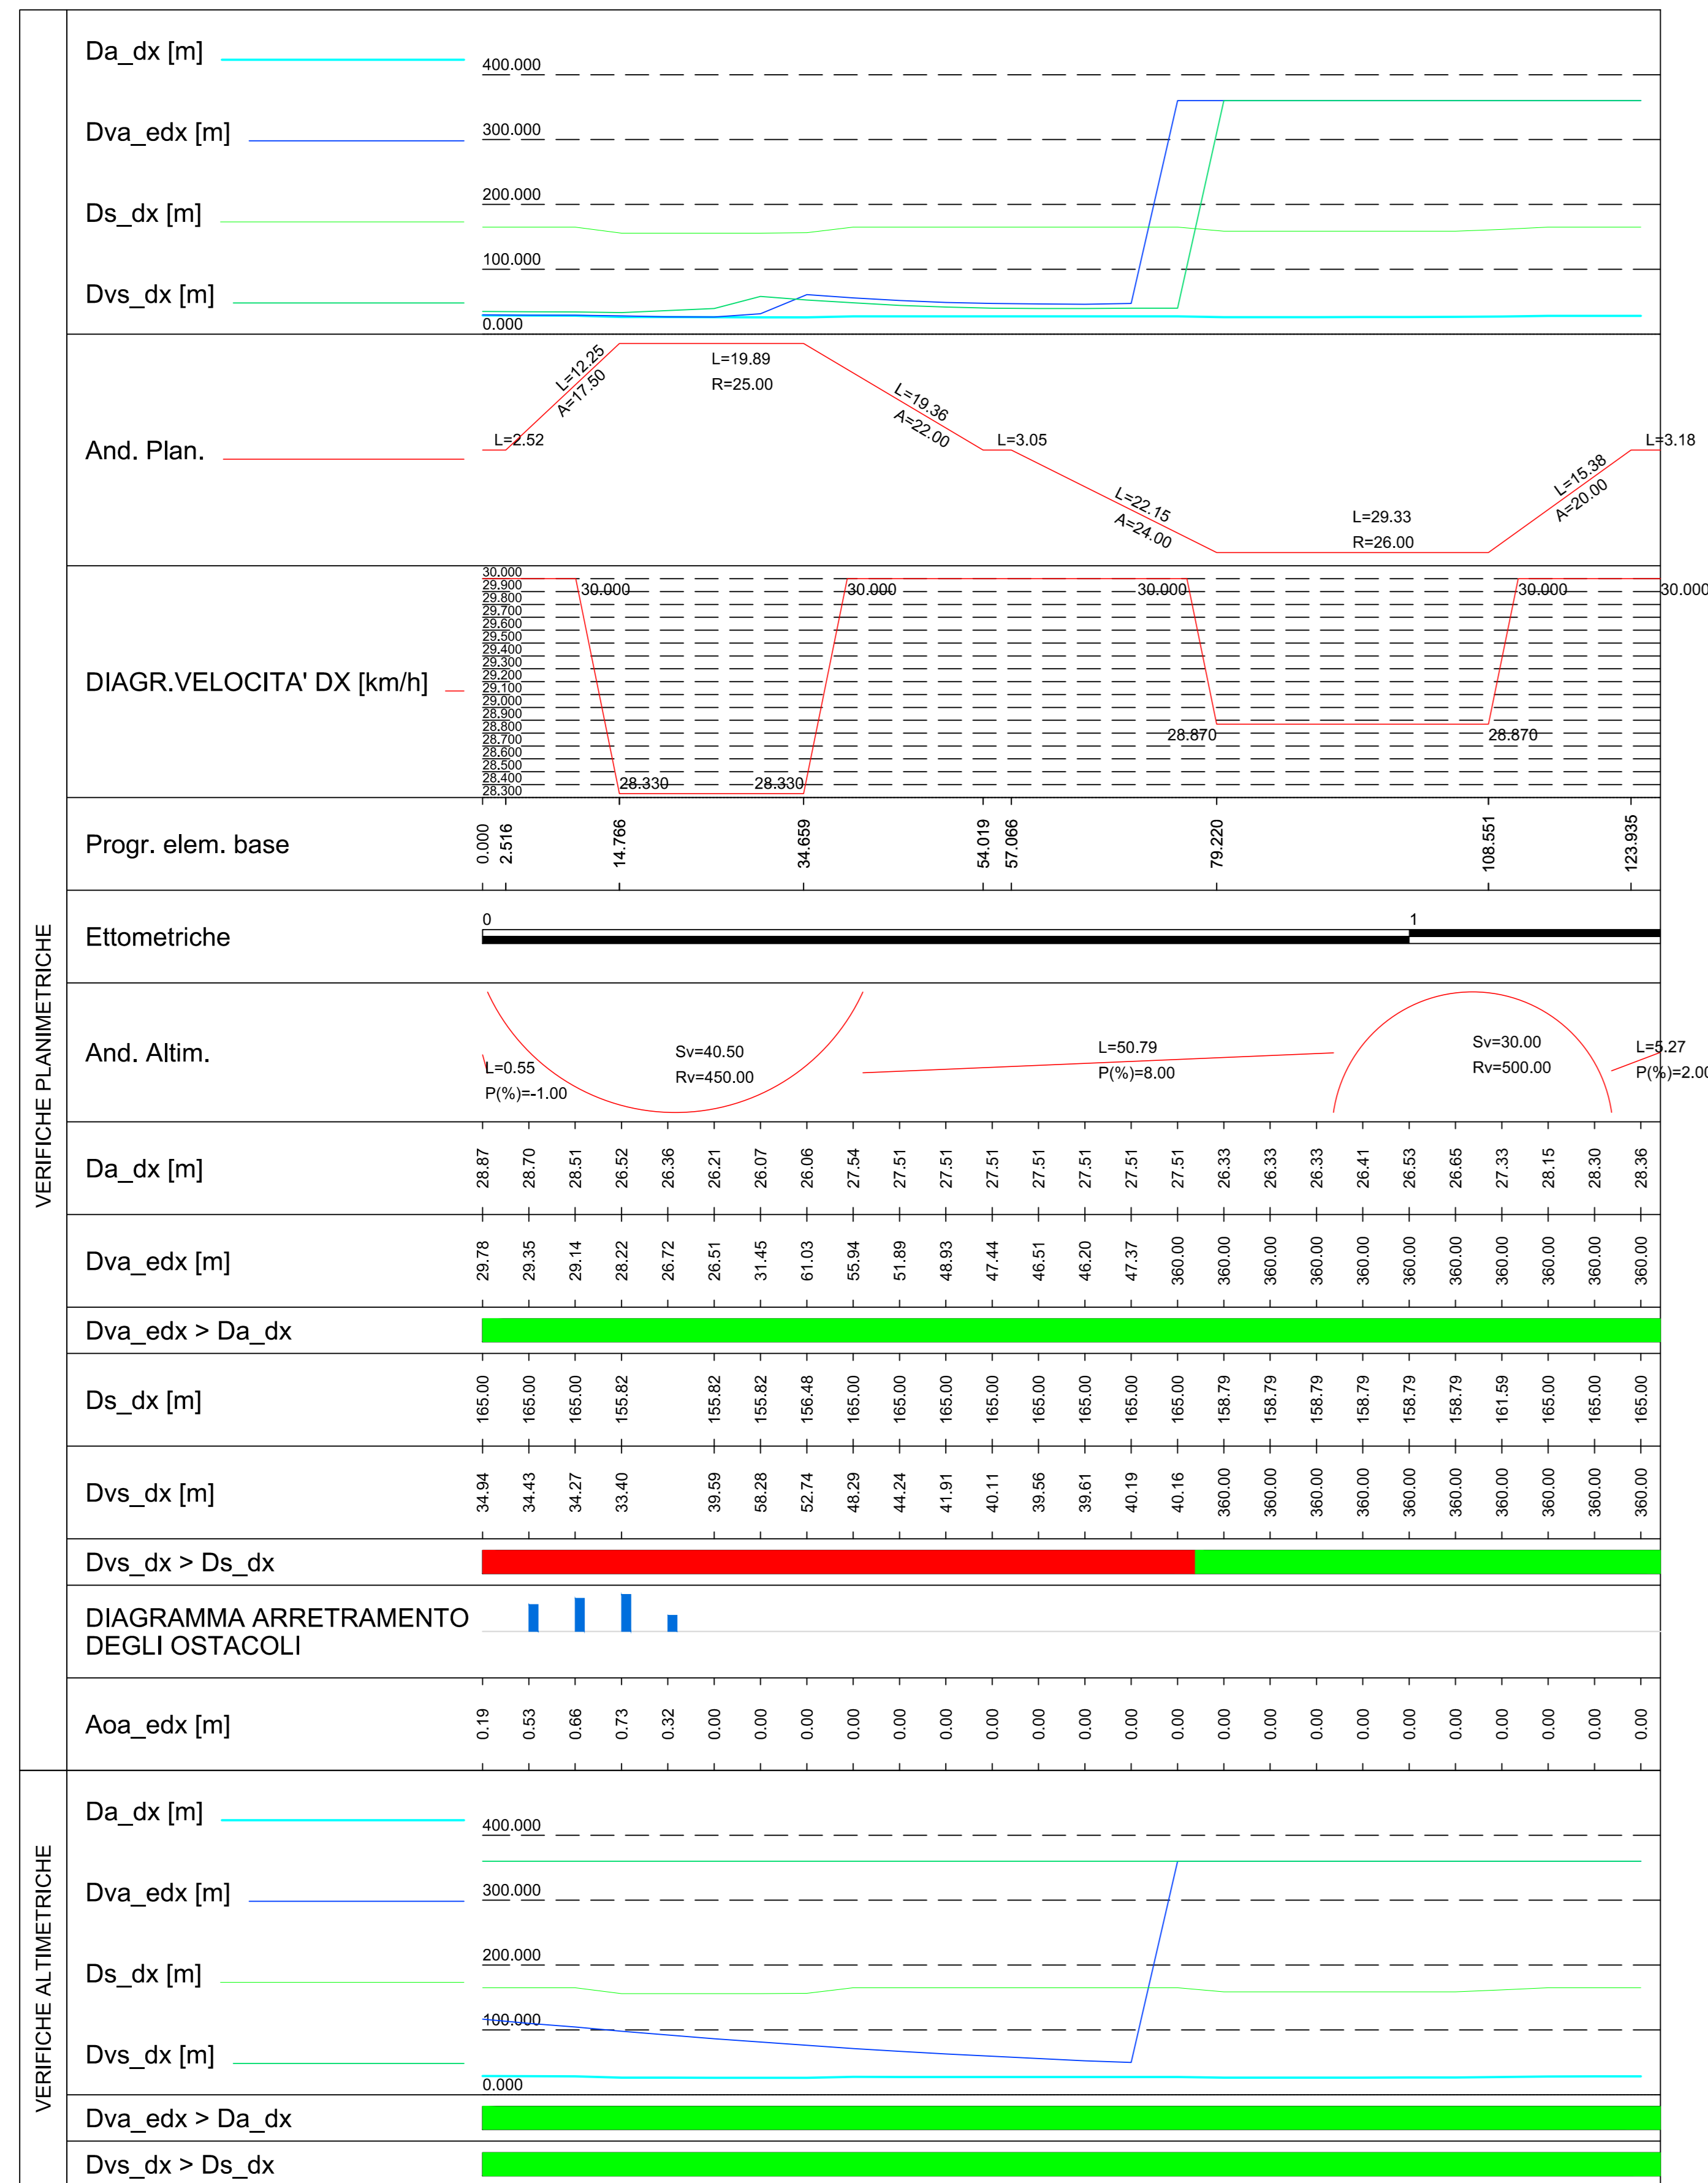 VERIFICHE PLANIMETRICHE
Da_dx [m]
Dva_edx [m]
Ds_dx [m]
Dvs_dx [m]
400.000
300.000
200.000
100.000
0.000
And. Plan.
L=2.52
L=12.25
A=17.50
L=19.89
R=25.00
L=19.36
A=22.00
L=3.05
L=22.15
A=24.00
L=29.33
R=26.00
L=15.38
A=20.00
L=3.18
DIAGR.VELOCITA' DX [km/h]
30.000
29.900
29.800
29.700
29.600
29.500
29.400
29.300
29.200
29.100
29.000
28.900
28.800
28.700
28.600
28.500
28.400
28.300
30.000 30.000 30.000 30.000 30.000
28.870 28.870
28.330 28.330
Progr. elem. base
0.000 2.516 14.766 34.659 54.019 57.066 79.220 108.551 123.935
Ettometriche
0 1
And. Altim.
L=0.55
P(%)=-1.00
Sv=40.50
Rv=450.00
L=50.79
P(%)=8.00
Sv=30.00
Rv=500.00
L=5.27
P(%)=2.00
Da_dx [m]
28.87 28.70 28.51 26.52 26.36 26.21 26.07 26.06 27.54 27.51 27.51 27.51 27.51 27.51 27.51 27.51 26.33 26.33 26.33 26.41 26.53 26.65 27.33 28.15 28.30 28.36
Dva_edx [m]
29.78 29.35 29.14 28.22 26.72 26.51 31.45 61.03 55.94 51.89 48.93 47.44 46.51 46.20 47.37 360.00 360.00 360.00 360.00 360.00 360.00 360.00 360.00 360.00 360.00 360.00
Dva_edx > Da_dx
Ds_dx [m]
165.00 165.00 165.00 155.82 155.82 155.82 156.48 165.00 165.00 165.00 165.00 165.00 165.00 165.00 165.00 158.79 158.79 158.79 158.79 158.79 158.79 161.59 165.00 165.00 165.00
Dvs_dx [m]
34.94 34.43 34.27 33.40 39.59 58.28 52.74 48.29 44.24 41.91 40.11 39.56 39.61 40.19 40.16 360.00 360.00 360.00 360.00 360.00 360.00 360.00 360.00 360.00 360.00
Dvs_dx > Ds_dx
DIAGRAMMA ARRETRAMENTO
DEGLI OSTACOLI
Aoa_edx [m]
0.19 0.53 0.66 0.73 0.32 0.00 0.00 0.00 0.00 0.00 0.00 0.00 0.00 0.00 0.00 0.00 0.00 0.00 0.00 0.00 0.00 0.00 0.00 0.00 0.00 0.00
VERIFICHE ALTIMETRICHE
Da_dx [m]
Dva_edx [m]
Ds_dx [m]
Dvs_dx [m]
400.000
300.000
200.000
100.000
0.000
Dva_edx > Da_dx
Dvs_dx > Ds_dx